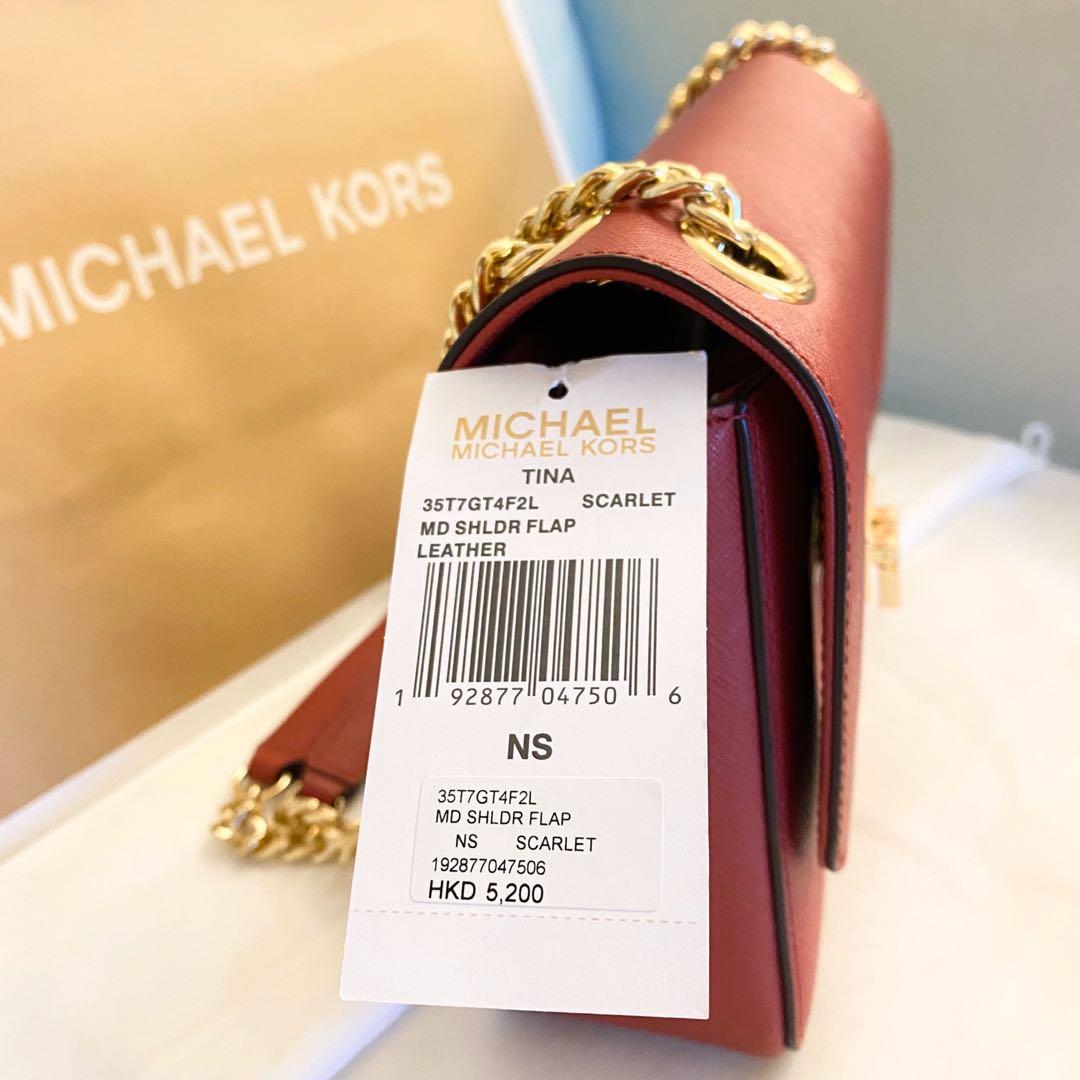 MICHAEL KORS
MICHAEL
MICHAEL KORS
TINA
35T7GT4F2L SCARLET
MD SHLDR FLAP
LEATHER
1 92877 04750 6
NS
35T7GT4F2L
MD SHLDR FLAP
NS SCARLET
192877047506
HKD 5,200